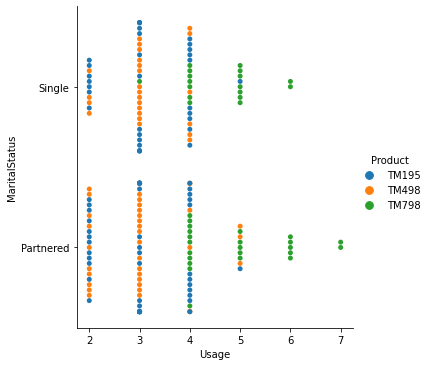 MaritalStatus
Single
Partnered
2 3 4 5 6 7
Usage
Product
TM195
TM498
TM798